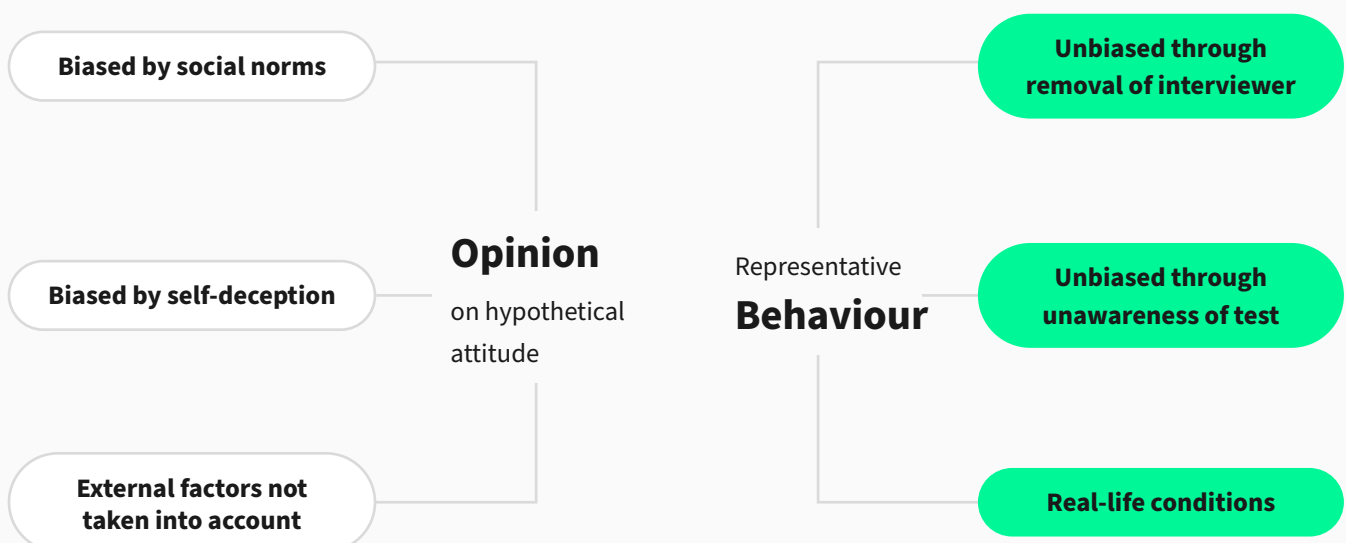 Biased by social norms
Biased by self-deception
External factors not
taken into account
Opinion
on hypothetical
attitude
Representative
Behaviour
Unbiased through
removal of interviewer
Unbiased through
unawareness of test
Real-life conditions